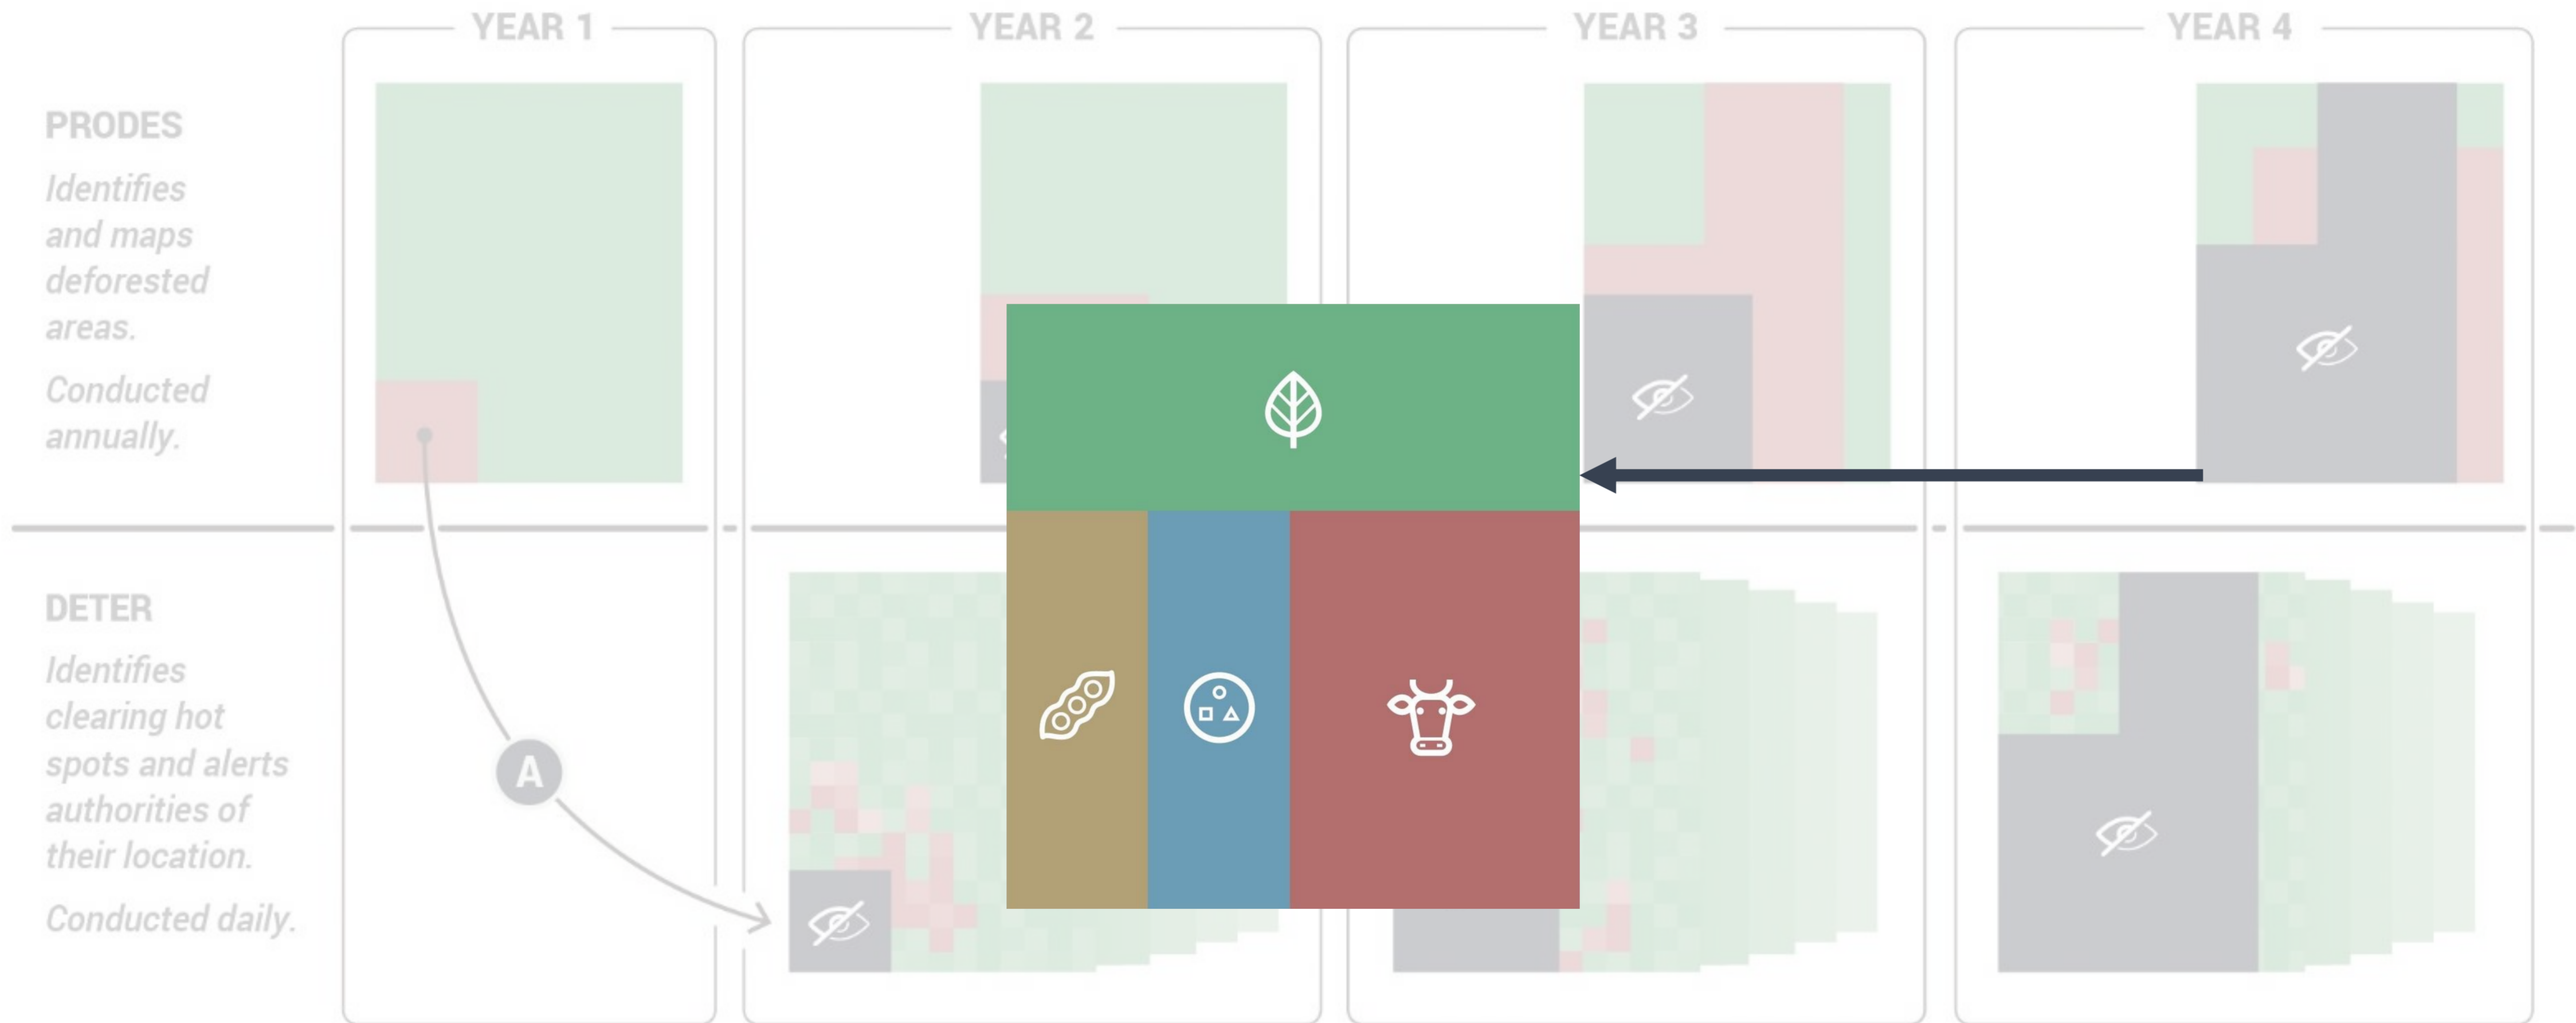 YEAR 1
YEAR 2
YEAR 3
YEAR 4
PRODES
Identifies
and maps
deforested
areas.
Conducted
annually.
DETER
Identifies
clearing hot
spots and alerts
authorities of
their location.
Conducted daily.
A